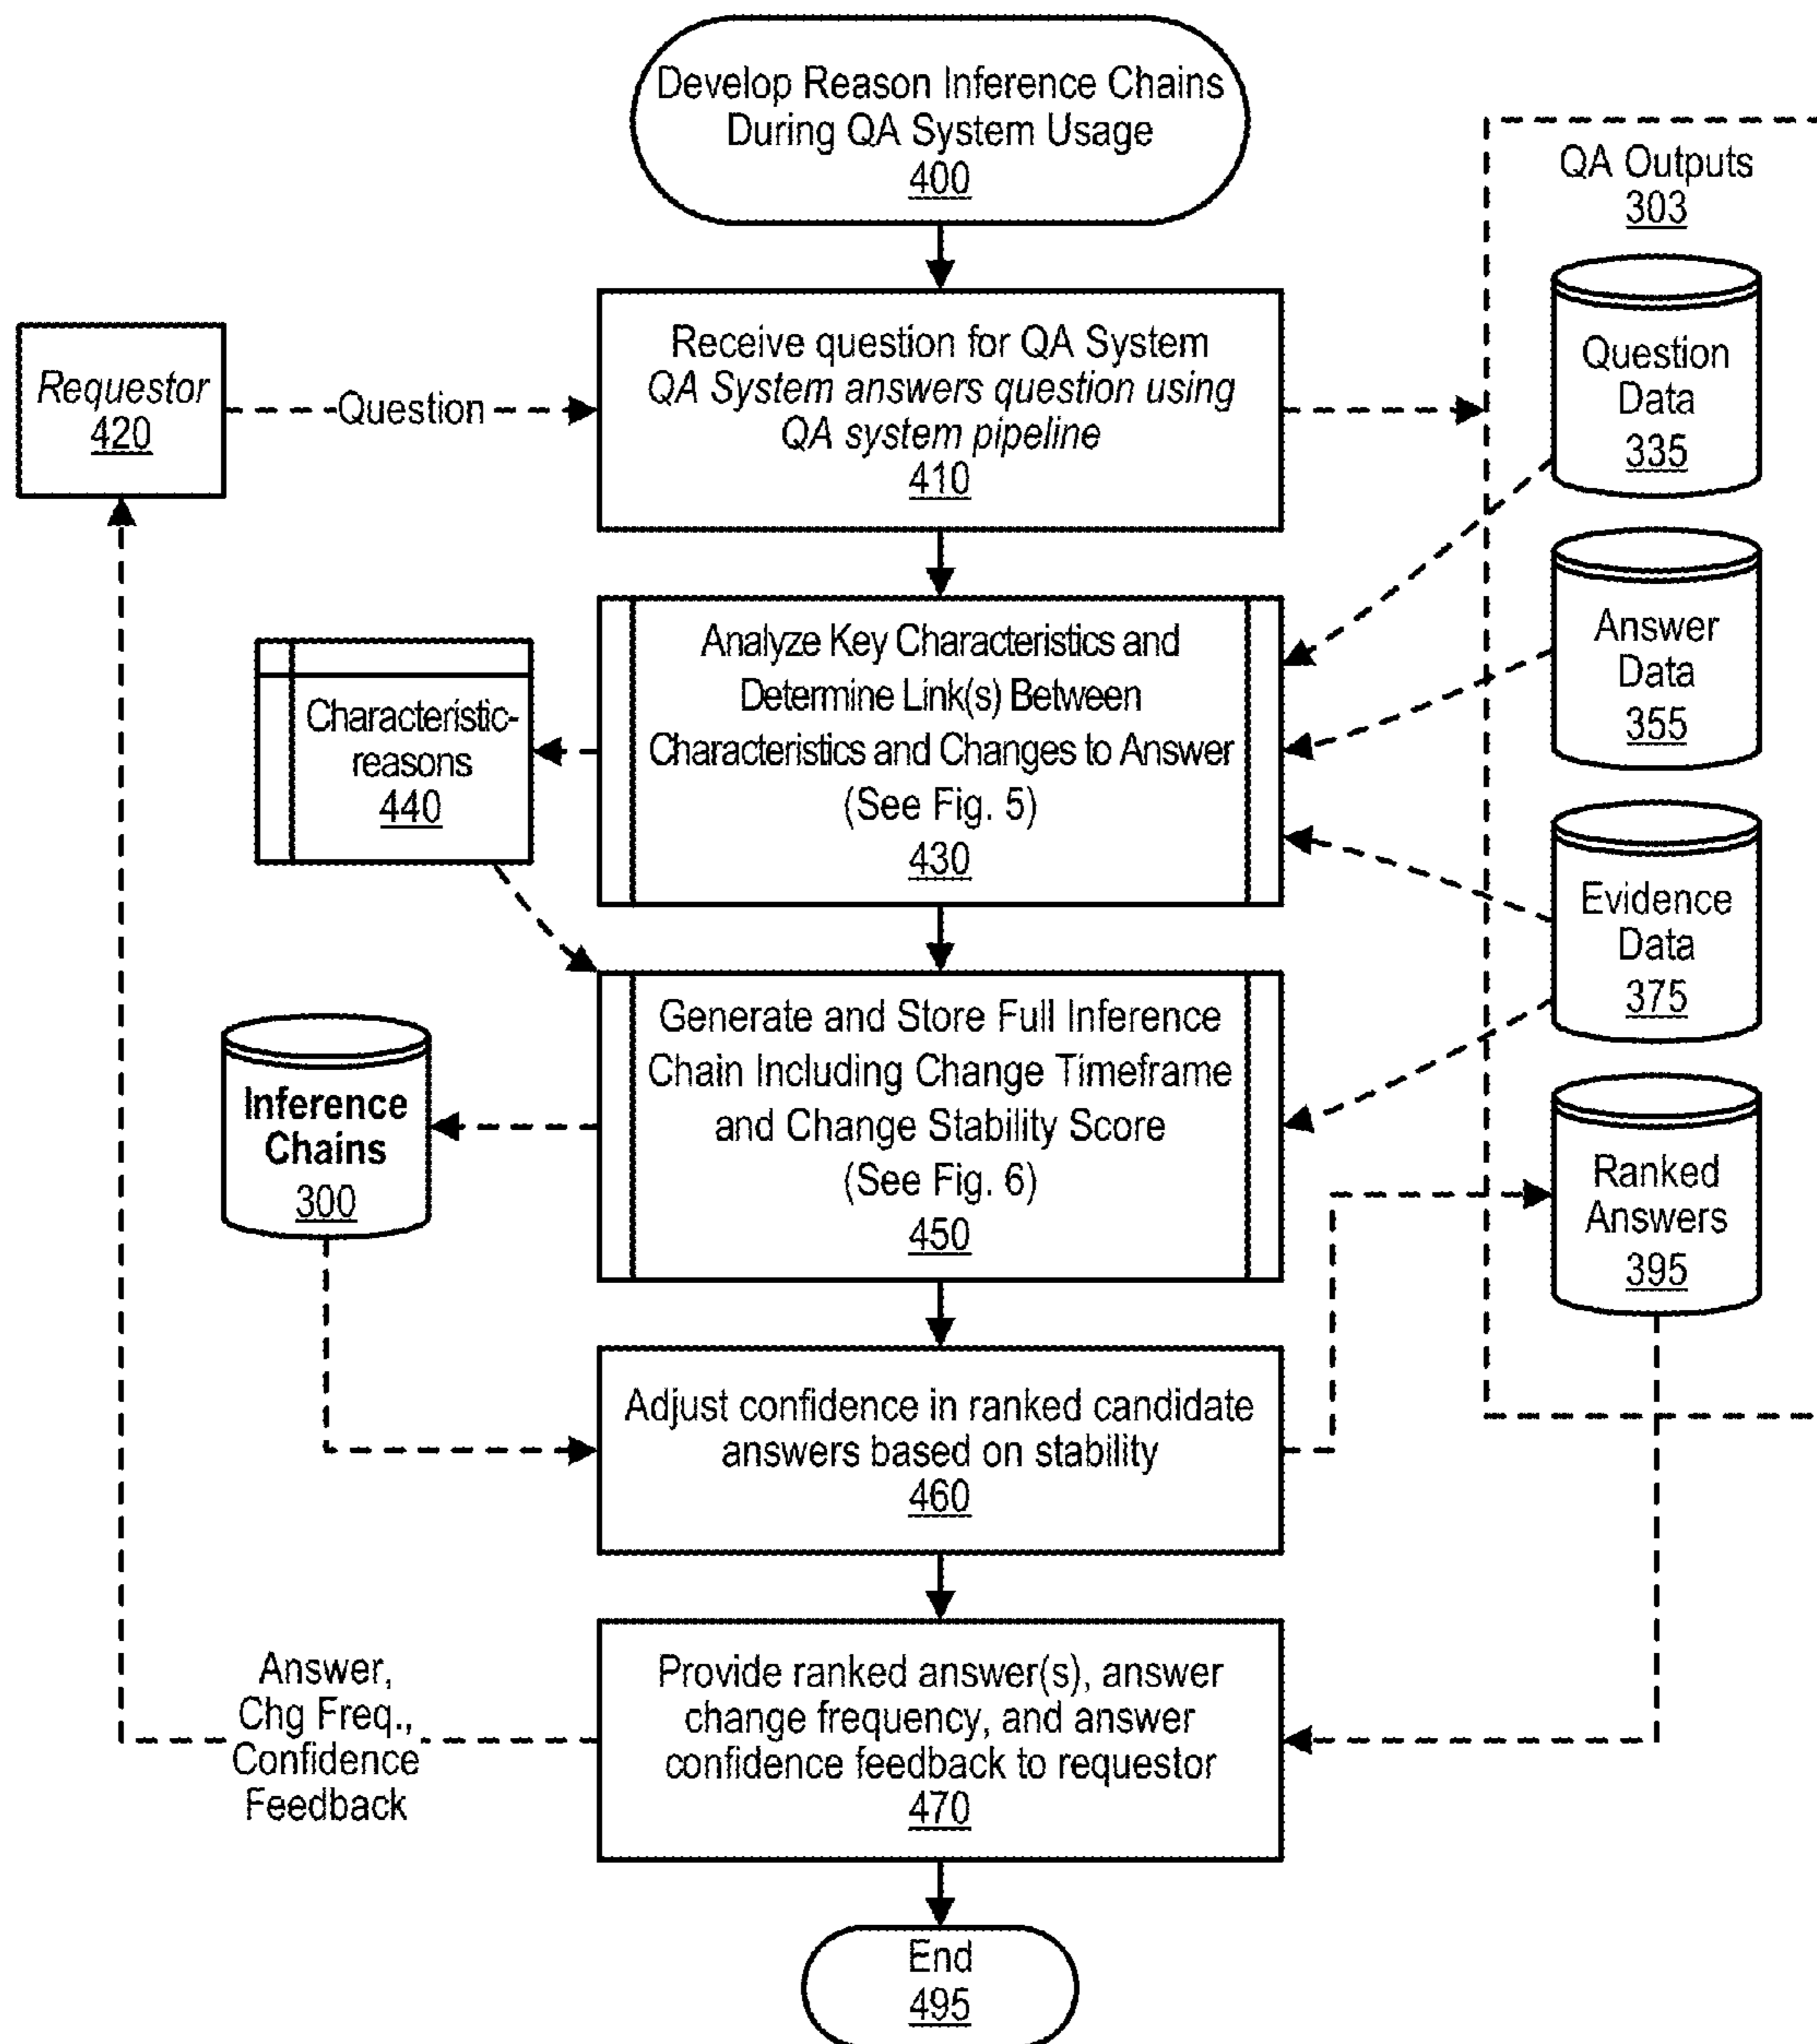 Develop Reason Inference Chains
During QA System Usage
400
QA Outputs
303
Requestor
420
Question
Receive question for QA System
QA System answers question using
QA system pipeline
410
Question
Data
335
Answer
Data
355
Evidence
Data
375
Ranked
Answers
395
Analyze Key Characteristics and
Determine Link(s) Between
Characteristics and Changes to Answer
(See Fig. 5)
430
Characteristic-
reasons
440
Generate and Store Full Inference
Chain Including Change Timeframe
and Change Stability Score
(See Fig. 6)
450
Inference
Chains
300
Adjust confidence in ranked candidate
answers based on stability
460
Provide ranked answer(s), answer
change frequency, and answer
confidence feedback to requestor
470
Answer,
Chg Freq.,
Confidence
Feedback
End
495